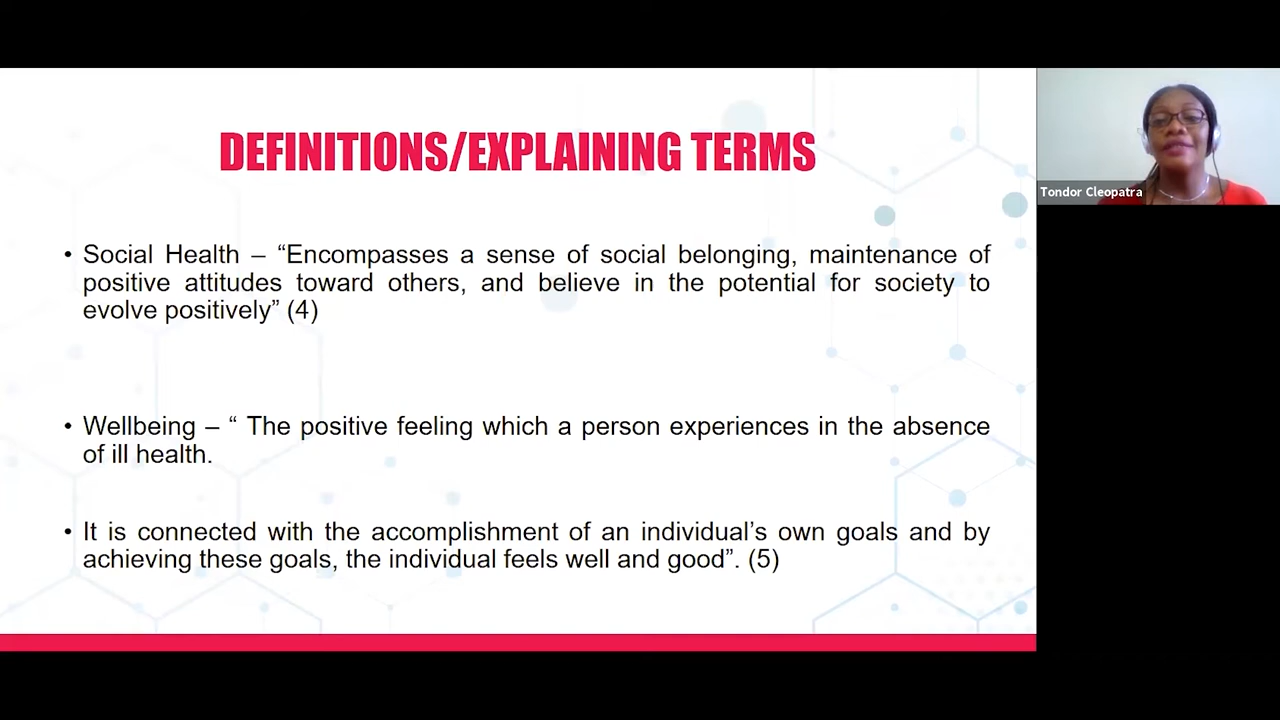 DEFINITIONS/EXPLAINING TERMS
• Social Health – “Encompasses a sense of social belonging, maintenance of
positive attitudes toward others, and believe in the potential for society to
evolve positively” (4)
• Wellbeing – “ The positive feeling which a person experiences in the absence
of ill health.
• It is connected with the accomplishment of an individual’s own goals and by
achieving these goals, the individual feels well and good”. (5)
Tondor Cleopatra